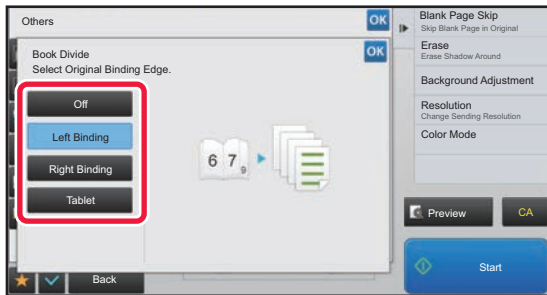 Others
OK
Book Divide
Select Original Binding Edge.
OK
Off
Left Binding
Right Binding
Tablet
6 7 9
Back
Blank Page Skip
Skip Blank Page in Original
Erase
Erase Shadow Around
Background Adjustment
Resolution
Change Sending Resolution
Color Mode
Preview
CA
Start